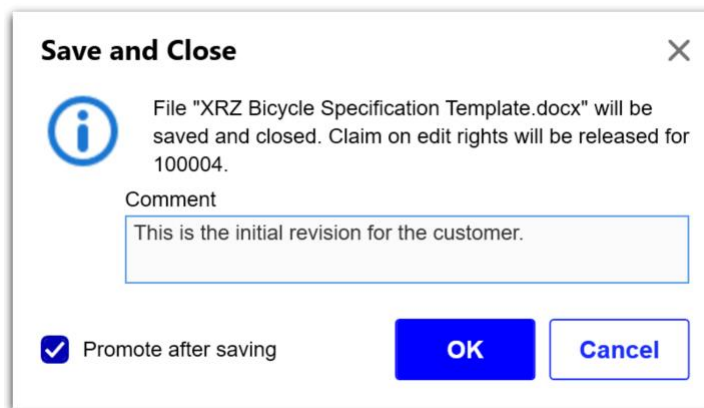 Save and Close
File "XRZ Bicycle Specification Template.docx" will be
saved and closed. Claim on edit rights will be released for
100004.
Comment
This is the initial revision for the customer.
Promote after saving
OK
Cancel